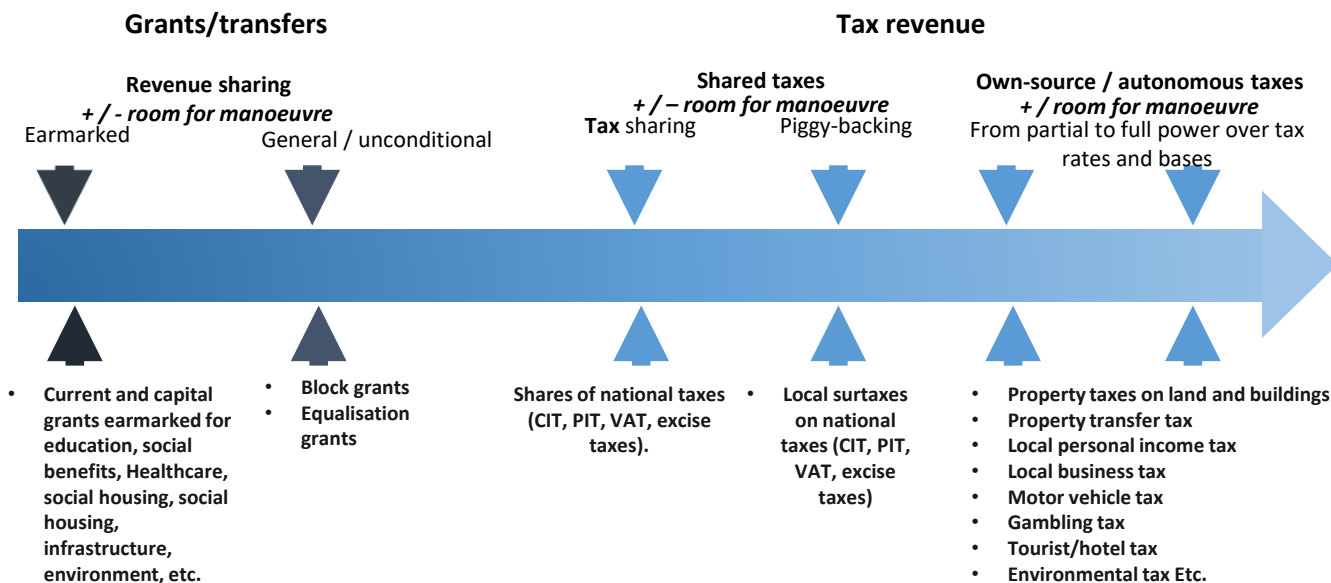 Grants/transfers
Tax revenue
Revenue sharing
+ / - room for manoeuvre
Earmarked
General / unconditional
Shared taxes
+ / – room for manoeuvre
Tax sharing
Piggy-backing
Own-source / autonomous taxes
+ / room for manoeuvre
From partial to full power over tax
rates and bases
• Current and capital
grants earmarked for
education, social
benefits, Healthcare,
social housing, social
housing,
infrastructure,
environment, etc.
• Block grants
• Equalisation
grants
Shares of national taxes
(CIT, PIT, VAT, excise
taxes).
• Local surtaxes
on national
taxes (CIT, PIT,
VAT, excise
taxes)
• Property taxes on land and buildings
• Property transfer tax
• Local personal income tax
• Local business tax
• Motor vehicle tax
• Gambling tax
• Tourist/hotel tax
• Environmental tax Etc.